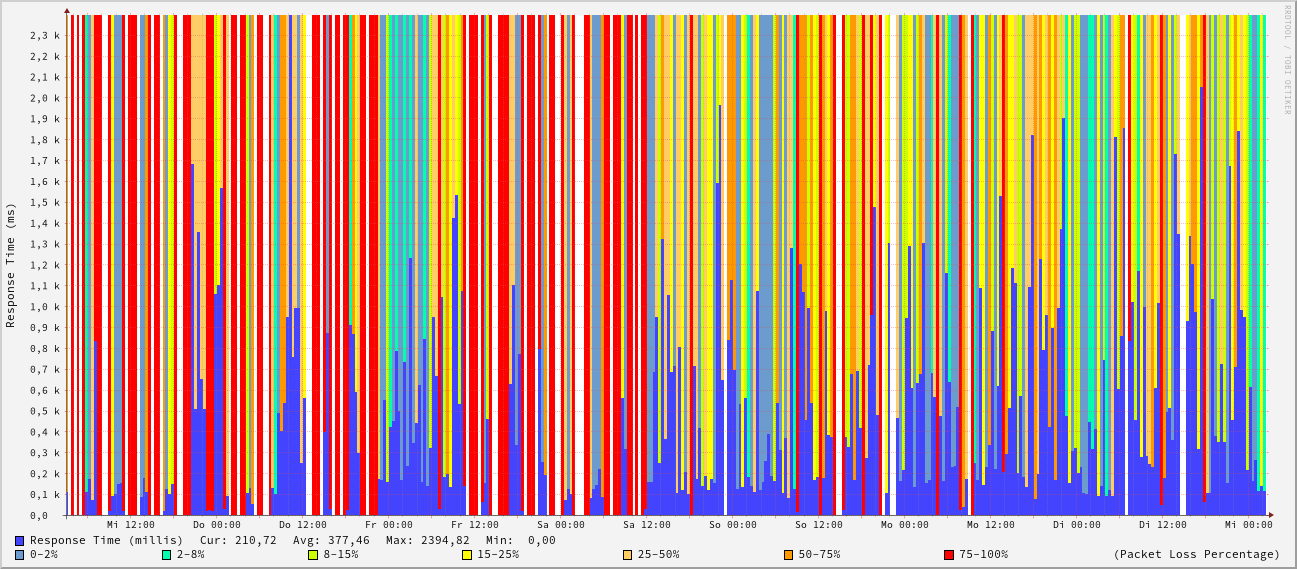 RRDTOOL / TOBI OETIKER
Response Time (ms)
2,3 k
2,2 k
2,1 k
2,0 k
1,9 k
1,8 k
1,7 k
1,6 k
1,5 k
1,4 k
1,3 k
1,2 k
1,1 k
1,0 k
0,9 k
0,8 k
0,7 k
0,6 k
0,5 k
0,4 k
0,3 k
0,2 k
0,1 k
0,0
Mi 12:00 Do 00:00 Do 12:00 Fr 00:00 Fr 12:00 Sa 00:00 Sa 12:00 So 00:00 So 12:00 Mo 00:00 Mo 12:00 Di 00:00 Di 12:00 Mi 00:00
Response Time (millis) Cur: 210,72 Avg: 377,46 Max: 2394,82 Min: 0,00
0-2% 2-8% 8-15% 15-25% 25-50% 50-75% 75-100% (Packet Loss Percentage)